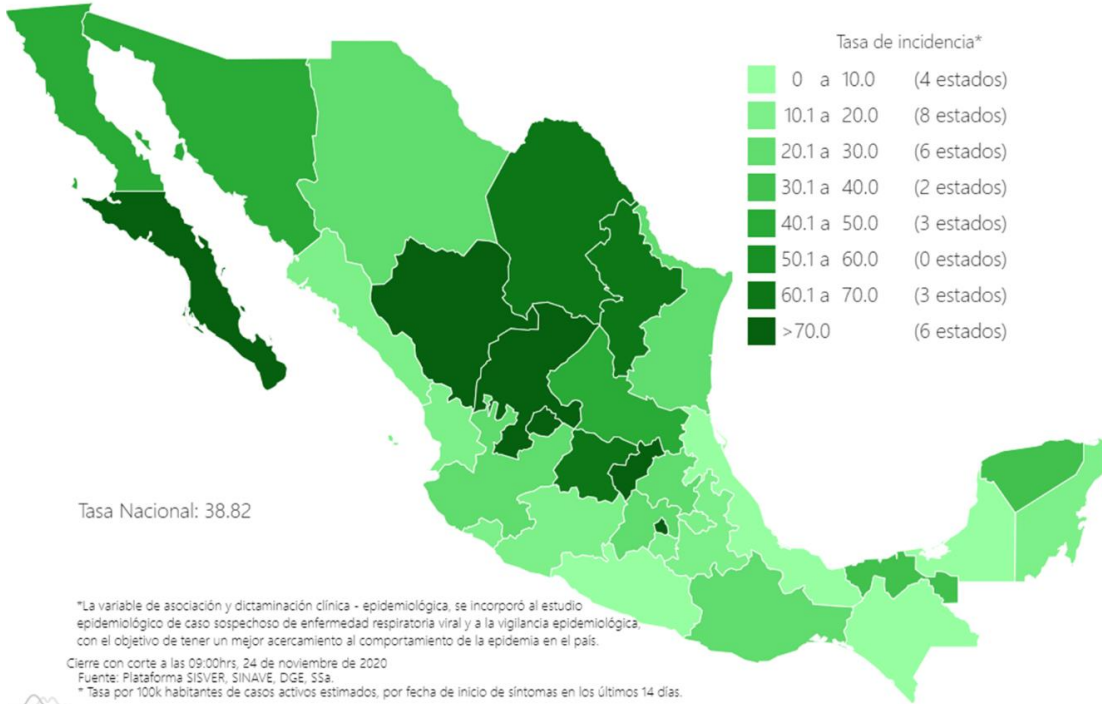 Tasa de incidencia*
0 a 10.0 (4 estados)
10.1 a 20.0 (8 estados)
20.1 a 30.0 (6 estados)
30.1 a 40.0 (2 estados)
40.1 a 50.0 (3 estados)
50.1 a 60.0 (0 estados)
60.1 a 70.0 (3 estados)
>70.0 (6 estados)
Tasa Nacional: 38.82
*La variable de asociación y dictaminación clínica - epidemiológica, se incorporó al estudio
epidemiológico de caso sospechoso de enfermedad respiratoria viral y a la vigilancia epidemiológica,
con el objetivo de tener un mejor acercamiento al comportamiento de la epidemia en el país.
Cierre con corte a las 09:00hrs, 24 de noviembre de 2020
Fuente: Plataforma SISVER, SINAVE, DGE, SSa.
* Tasa por 100k habitantes de casos activos estimados, por fecha de inicio de síntomas en los últimos 14 días.